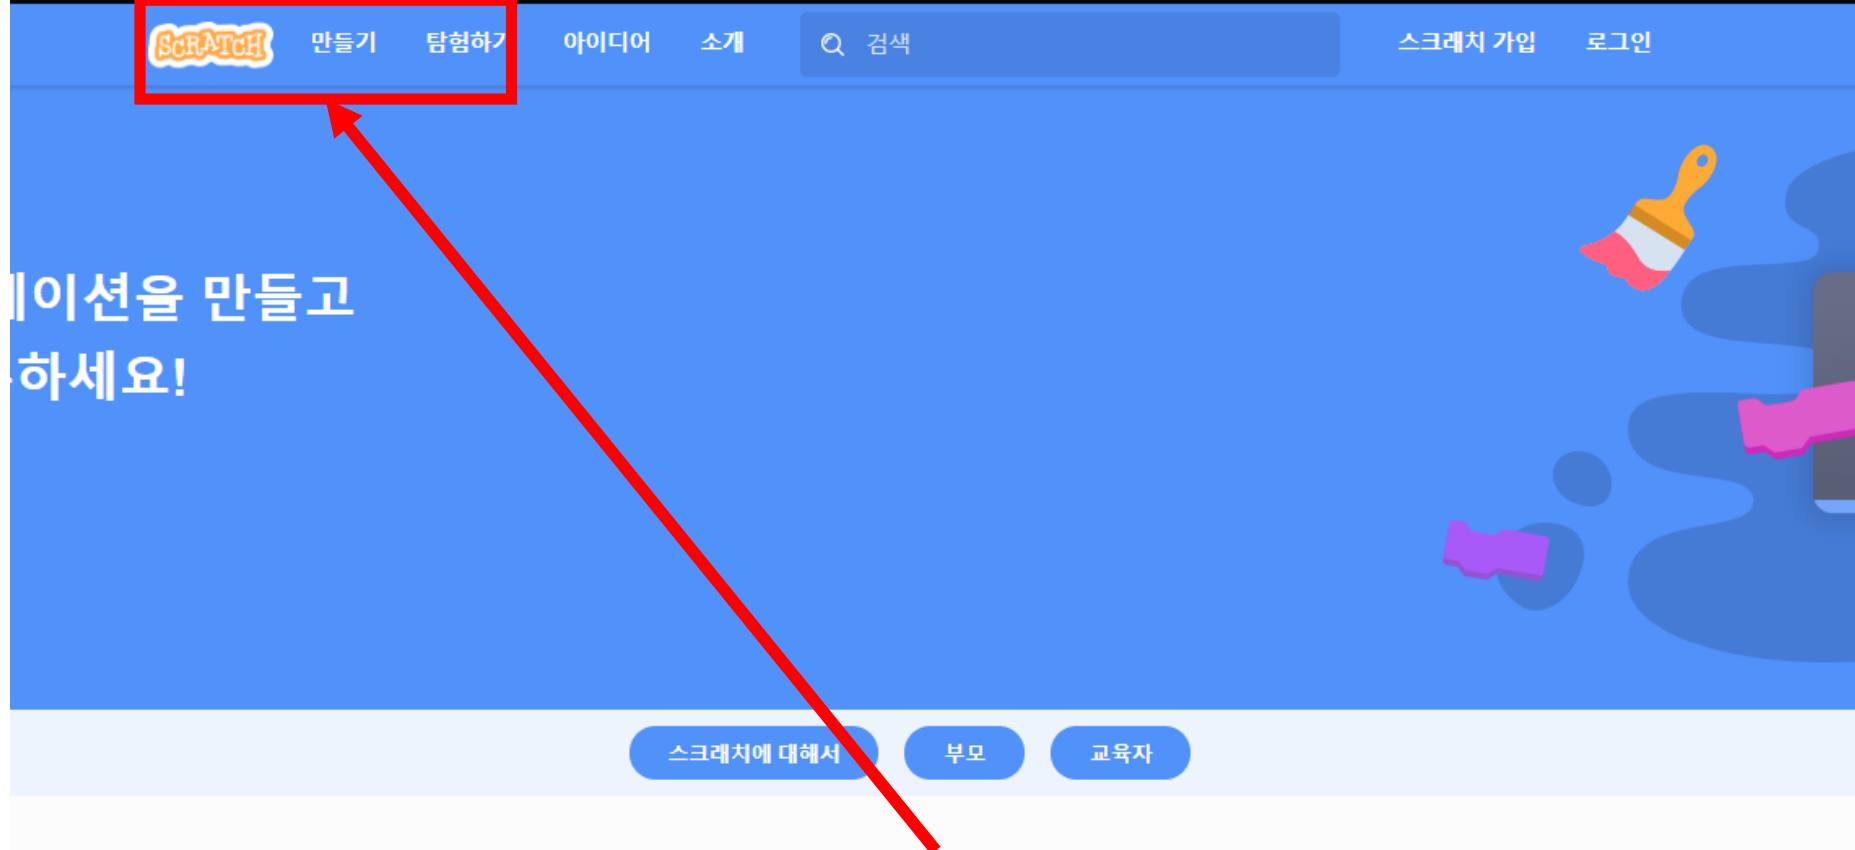 SCRATCH 만들기 탐험하기 아이디어 소개 검색 스크래치 가입 로그인
이션을 만들고
하세요!
스크래치에 대해서 부모 교육자